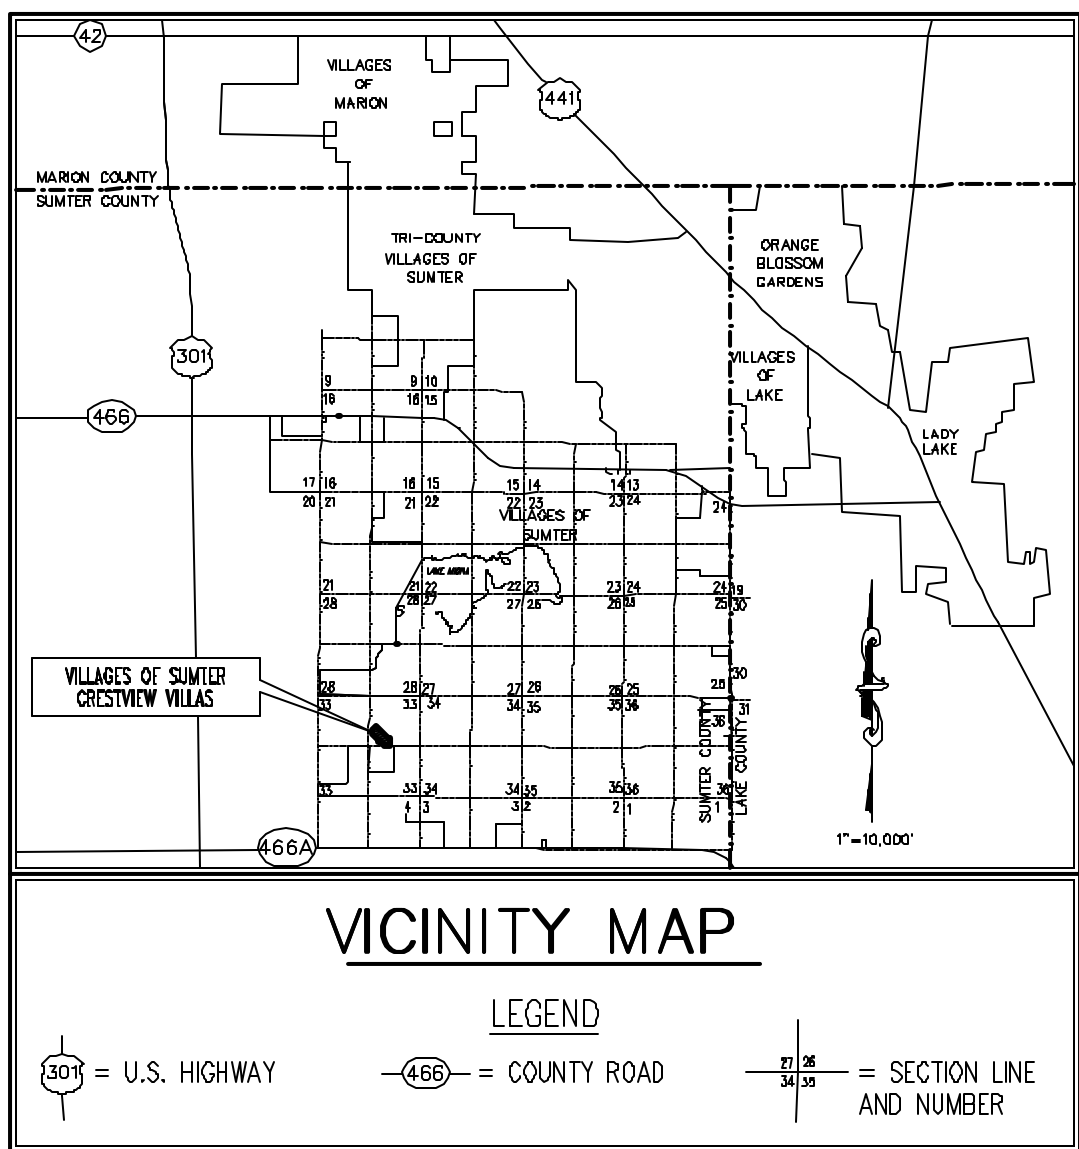 42
VILLAGES
OF
MARION
441
MARION COUNTY
SUMTER COUNTY
TRI-COUNTY
VILLAGES OF
SUMTER
ORANGE
BLOSSOM
GARDENS
301
VILLAGES
OF
LAKE
9 9 10
16 16 15
466
LADY
LAKE
17 16 16 15 15 14 14 13
20 21 21 22 22 23 23 24 24
VILLAGES OF
SUMTER
21 21 22 22 23 23 24 24 19
28 28 27 27 26 26 25 25 30
VILLAGES OF SUMTER
CRESTVIEW VILLAS
28 28 27 27 26 26 25 25 30
33 33 34 34 35 35 36 36 31
SUMTER COUNTY
LAKE COUNTY
33 33 34 34 35 35 36 36
4 3 3 2 2 1 1
466A
1"=10,000'
VICINITY MAP
LEGEND
301 = U.S. HIGHWAY
466 = COUNTY ROAD
27 26
34 35
= SECTION LINE
AND NUMBER